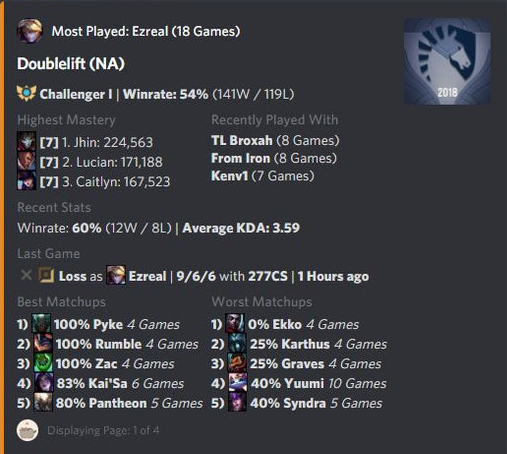 Most Played: Ezreal (18 Games)
Doublelift (NA)
2018
Challenger I | Winrate: 54% (141W / 119L)
Highest Mastery
[7] 1. Jhin: 224,563
[7] 2. Lucian: 171,188
[7] 3. Caitlyn: 167,523
Recently Played With
TL Broxah (8 Games)
From Iron (8 Games)
Kenv1 (7 Games)
Recent Stats
Winrate: 60% (12W / 8L) | Average KDA: 3.59
Last Game
Loss as Ezreal | 9/6/6 with 277CS | 1 Hours ago
Best Matchups
1) 100% Pyke 4 Games
2) 100% Rumble 4 Games
3) 100% Zac 4 Games
4) 83% Kai'Sa 6 Games
5) 80% Pantheon 5 Games
Worst Matchups
1) 0% Ekko 4 Games
2) 25% Karthus 4 Games
3) 25% Graves 4 Games
4) 40% Yuumi 10 Games
5) 40% Syndra 5 Games
Displaying Page: 1 of 4